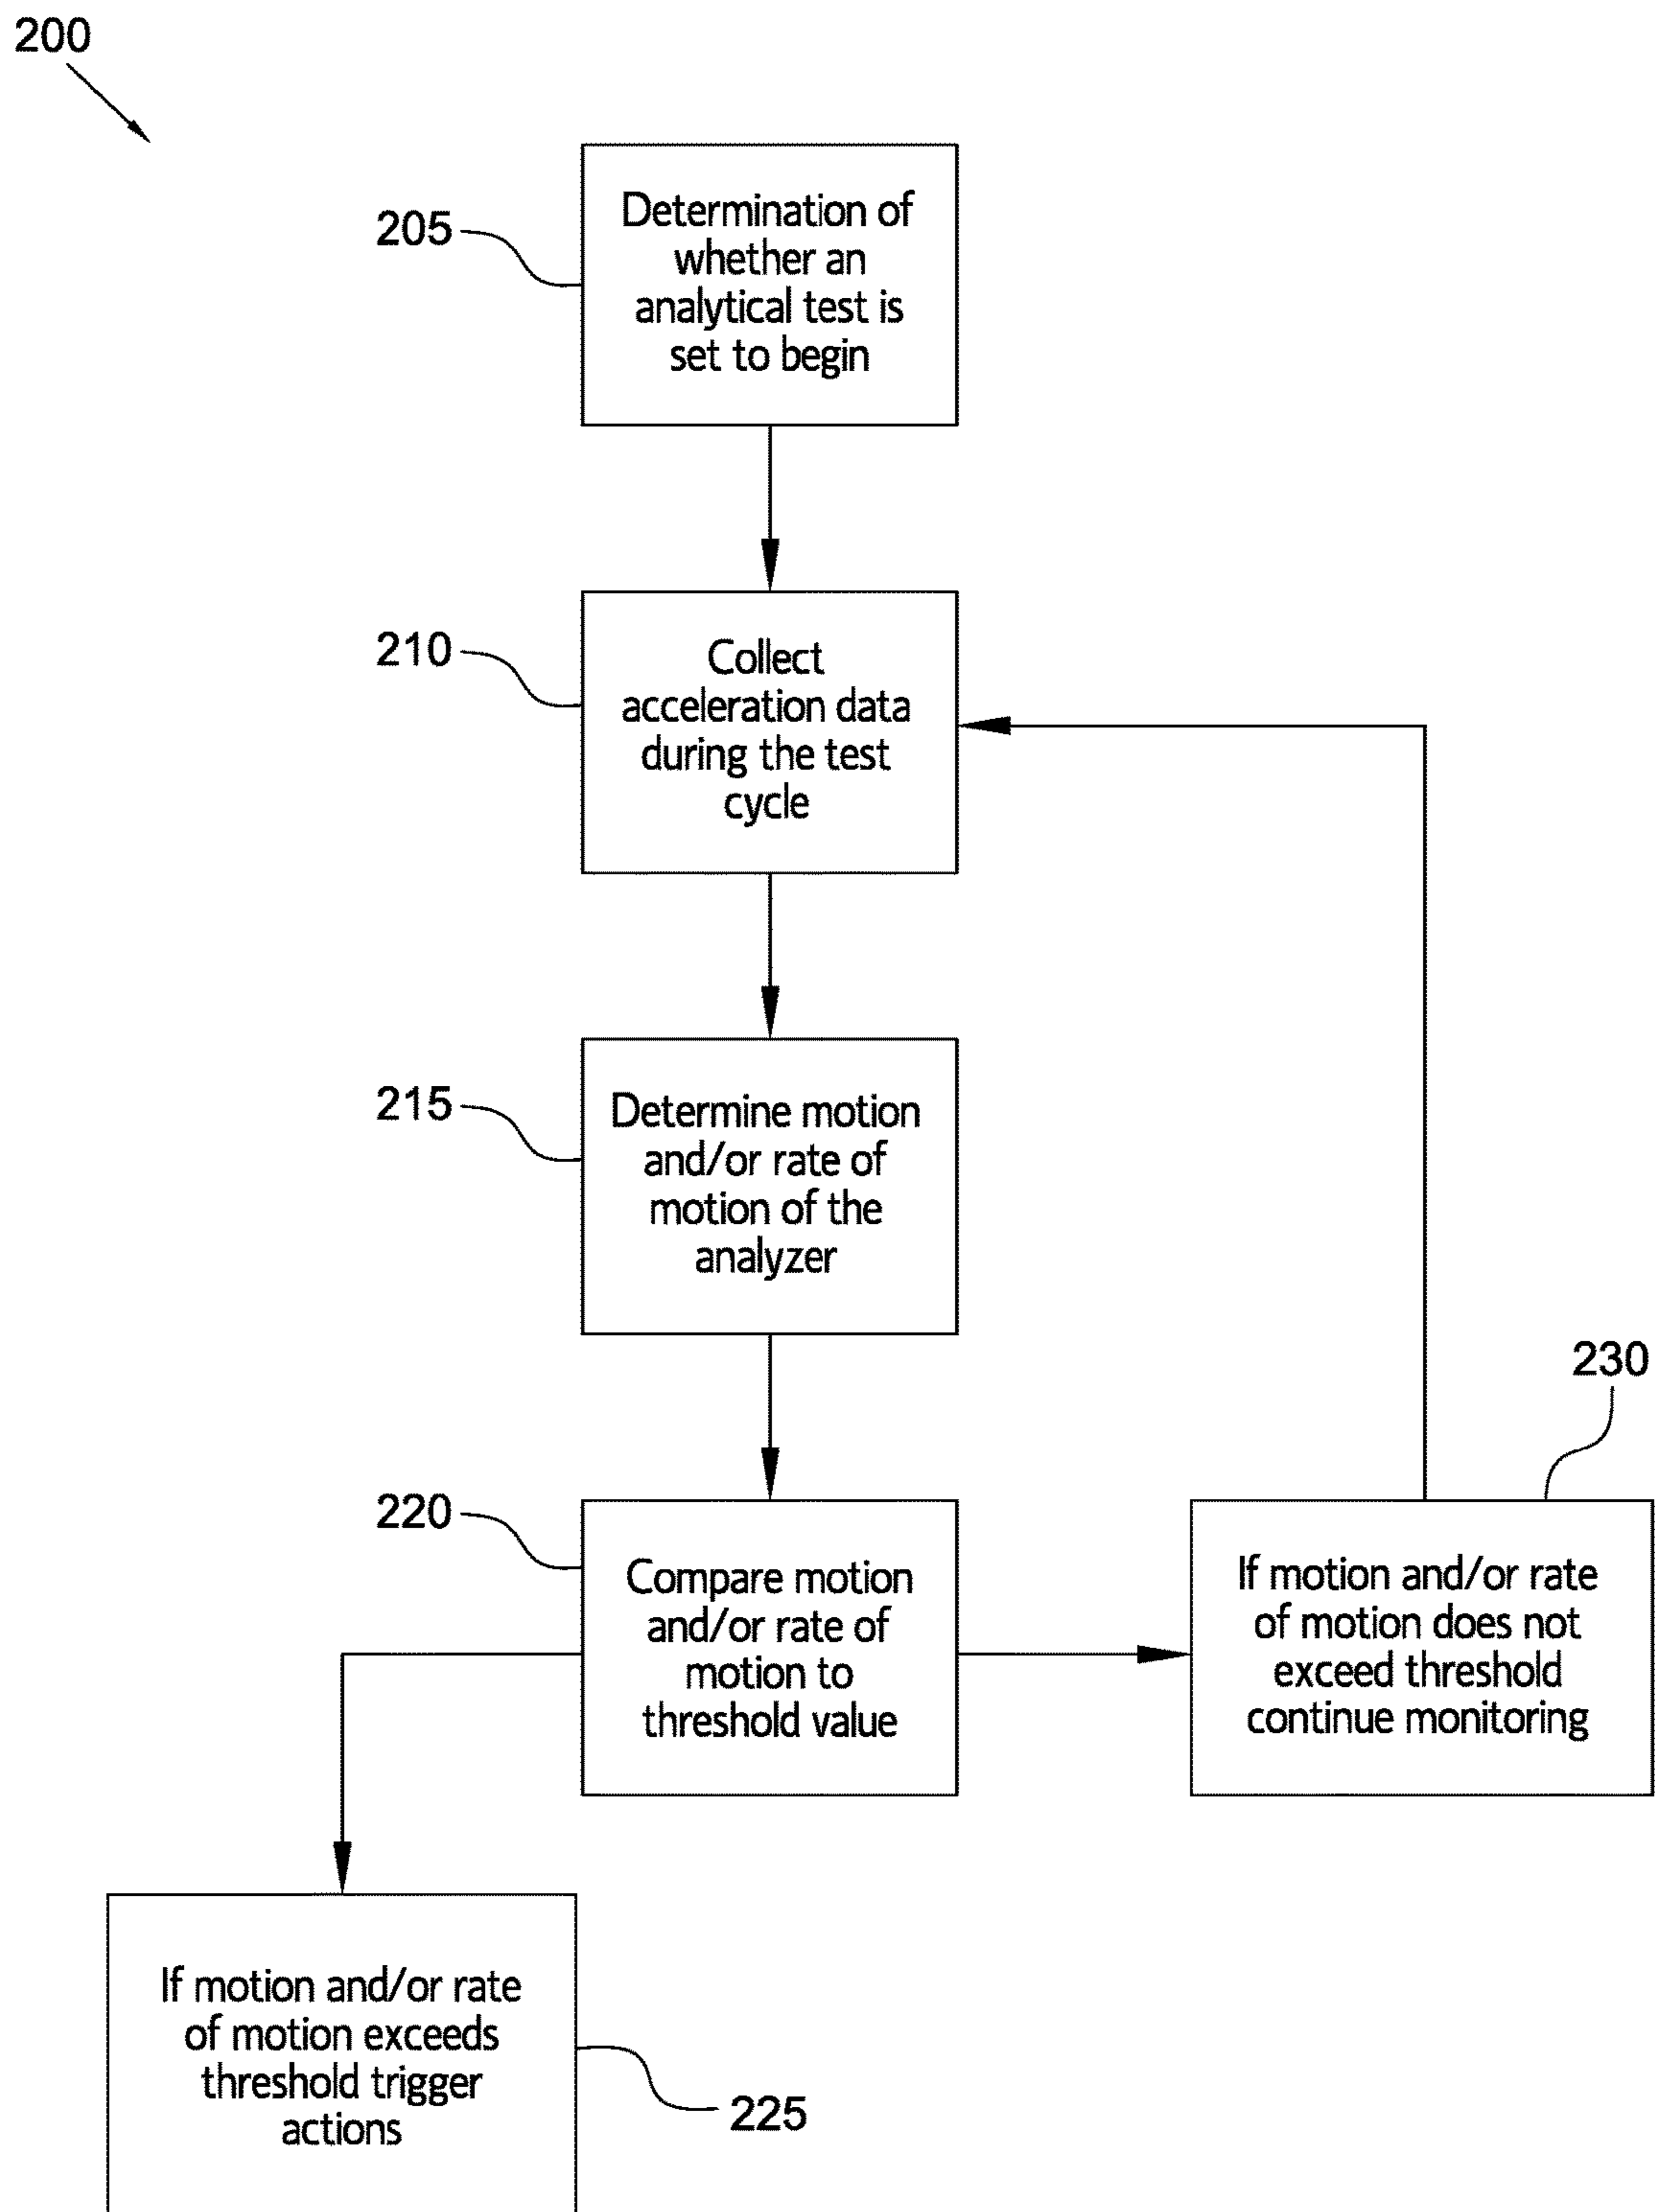 200
205
Determination of
whether an
analytical test is
set to begin
210
Collect
acceleration data
during the test
cycle
215
Determine motion
and/or rate of
motion of the
analyzer
220
Compare motion
and/or rate of
motion to
threshold value
230
If motion and/or rate
of motion does not
exceed threshold
continue monitoring
If motion and/or rate
of motion exceeds
threshold trigger
actions
225